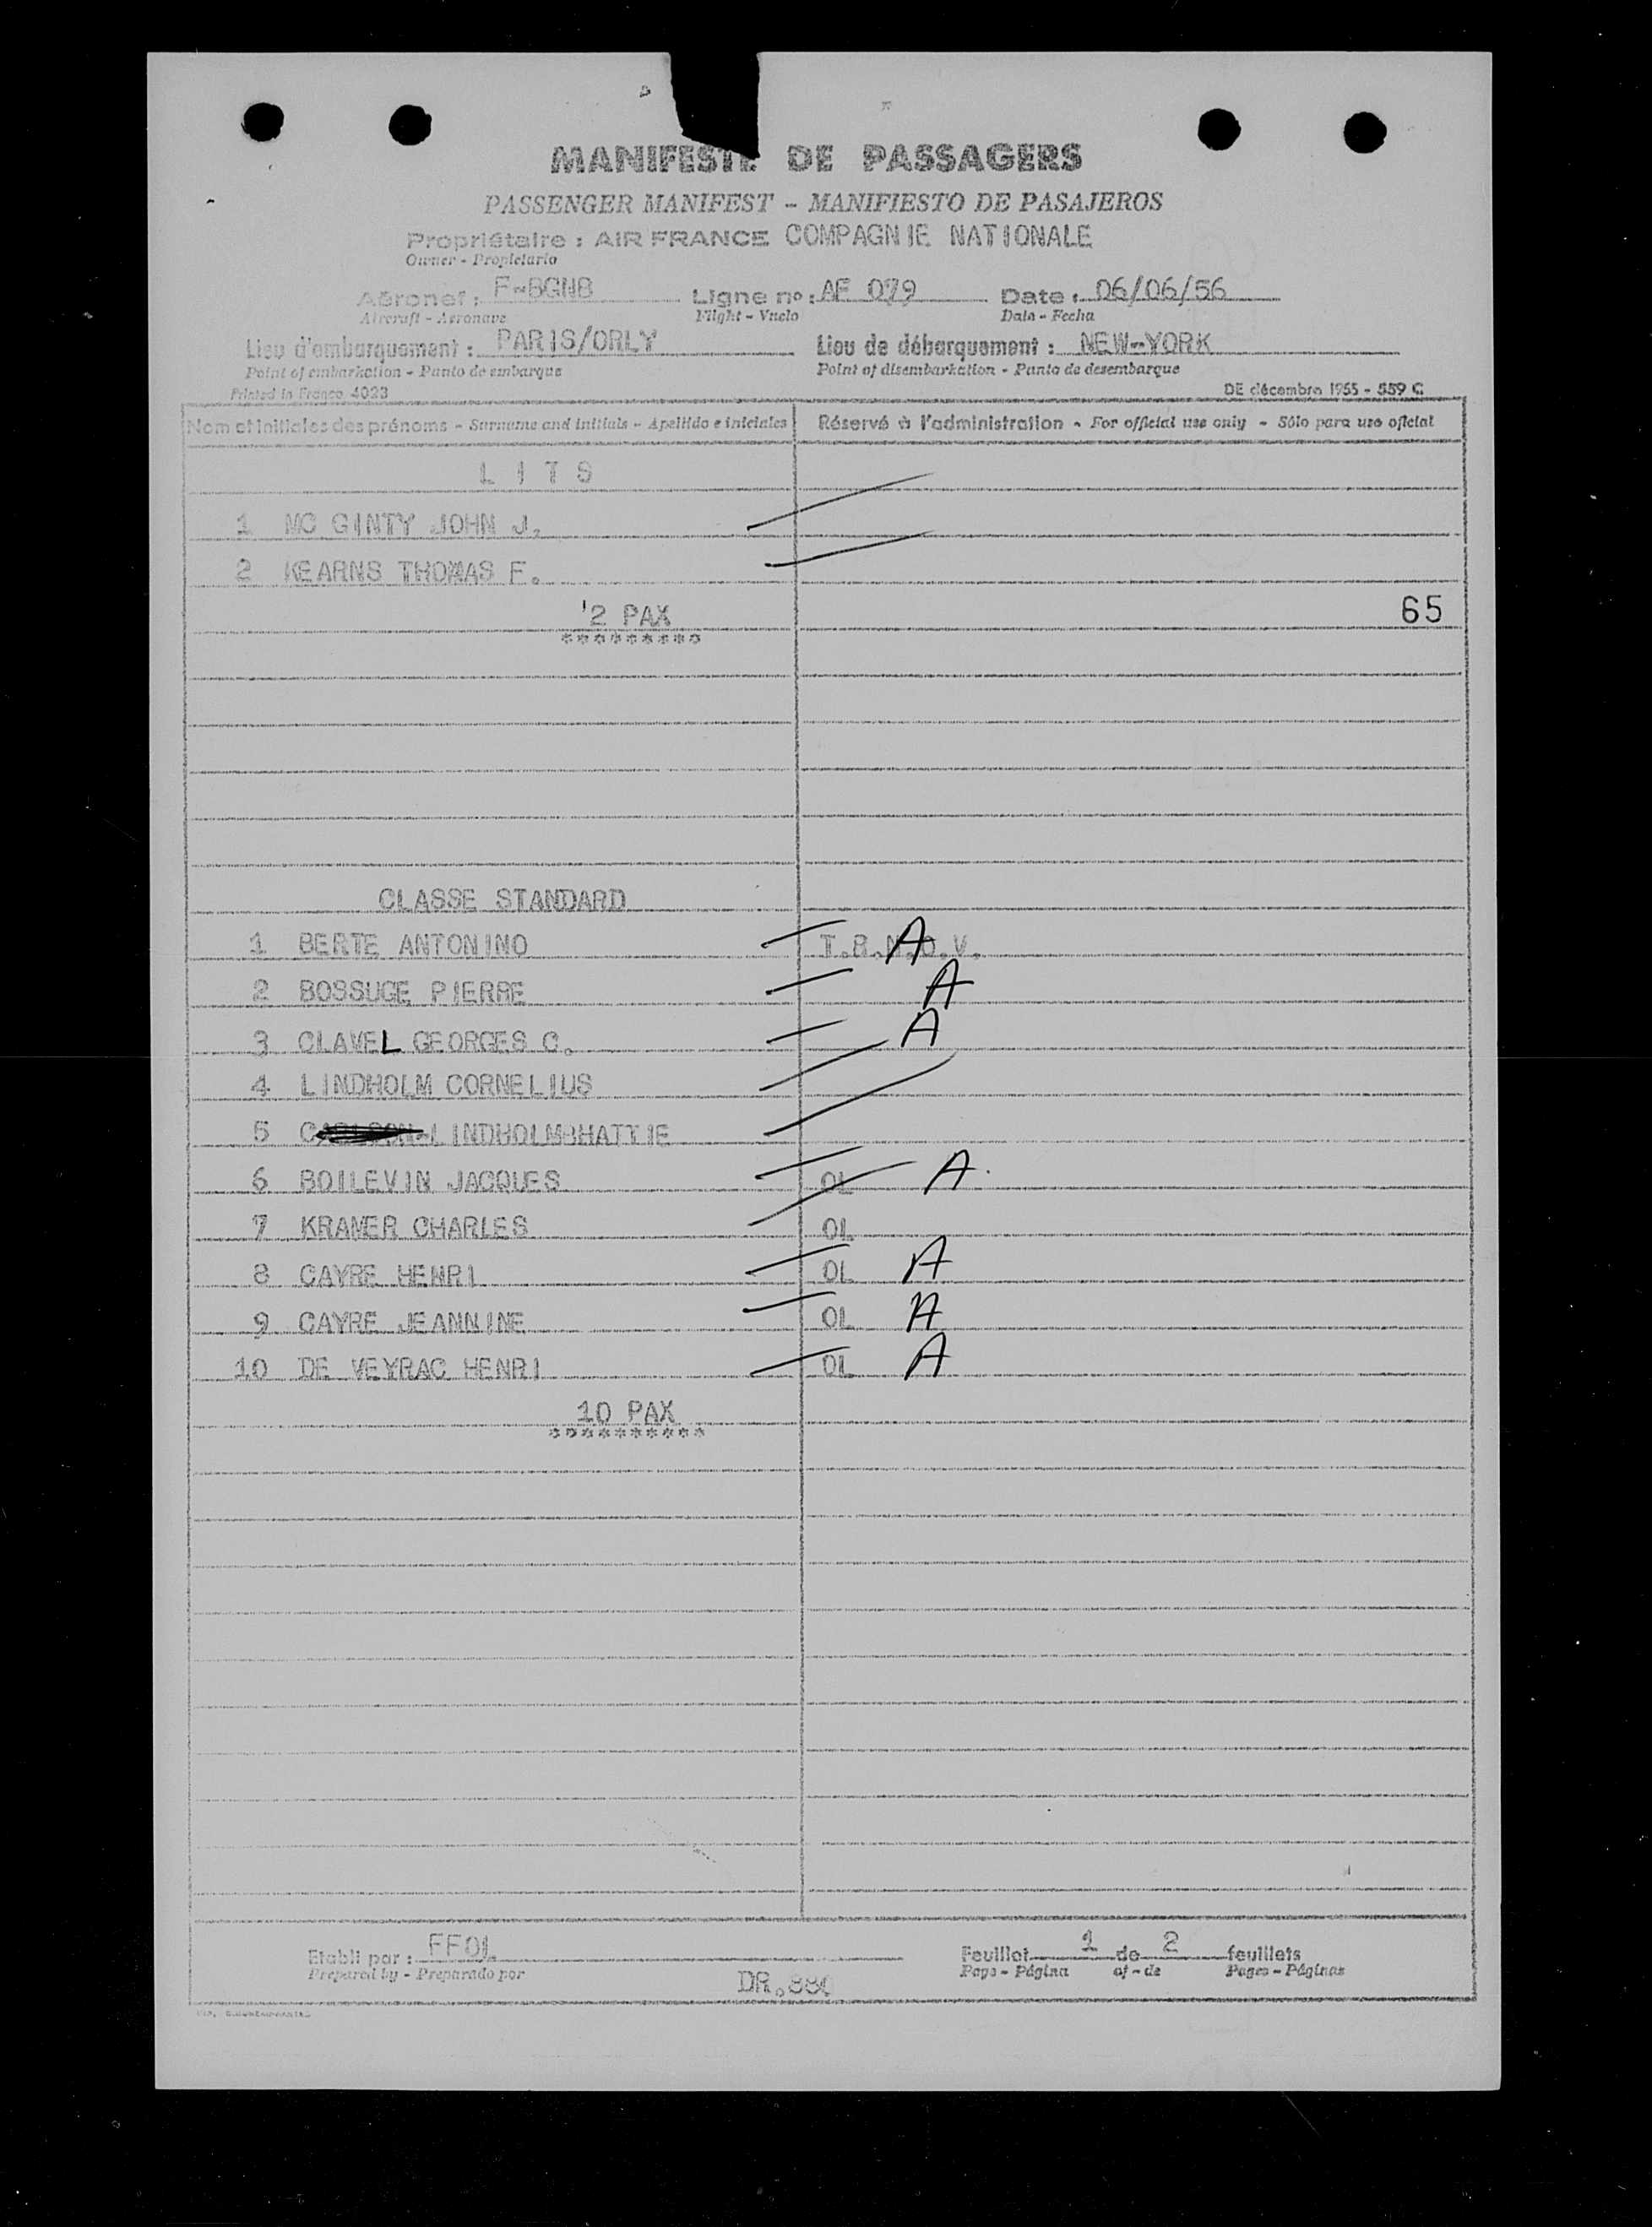 MANIFESTE DE PASSAGERS
PASSENGER MANIFEST - MANIFIESTO DE PASAJEROS
Propriétaire : AIR FRANCE COMPAGNIE NATIONALE
Owner - Propietario
Aéronef : F-BGNB Ligne nº : AF 079 Date : 06/06/56
Aircraft - Aeronave Flight - Vuelo Date - Fecha
Lieu d'embarquement : PARIS/ORLY Lieu de débarquement : NEW-YORK
Point of embarkation - Punto de embarque Point of disembarkation - Punto de desembarque
Printed in France 4023 DE décembre 1955 - 559 C
Nom et initiales des prénoms - Surname and initials - Apellido e iniciales Réservé à l'administration - For official use only - Sólo para uso oficial
L I T S
1 MC GINTY JOHN J.
2 KEARNS THOMAS F.
2 PAX 65
*********
CLASSE STANDARD
1 BERTE ANTONINO T.R.N.O.V. A
2 BOSSUGE PIERRE A
3 CLAVEL GEORGES C. A
4 LINDHOLM CORNELIUS
5 LINDHOLM HATTIE
6 BOILEVIN JACQUES OL A
7 KRAMER CHARLES OL
8 CAYRE HENRI OL A
9 CAYRE JEANNINE OL A
10 DE VEYRAC HENRI OL A
10 PAX
**********
Etabli par : FFOL Feuillet 1 de 2 feuillets
Prepared by - Preparado por Page - Página of - de Pages - Páginas
DR.880